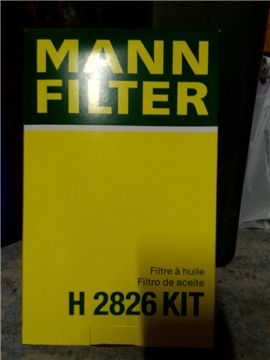 MANN
FILTER
Filtre à huile
Filtro de aceite
H 2826 KIT